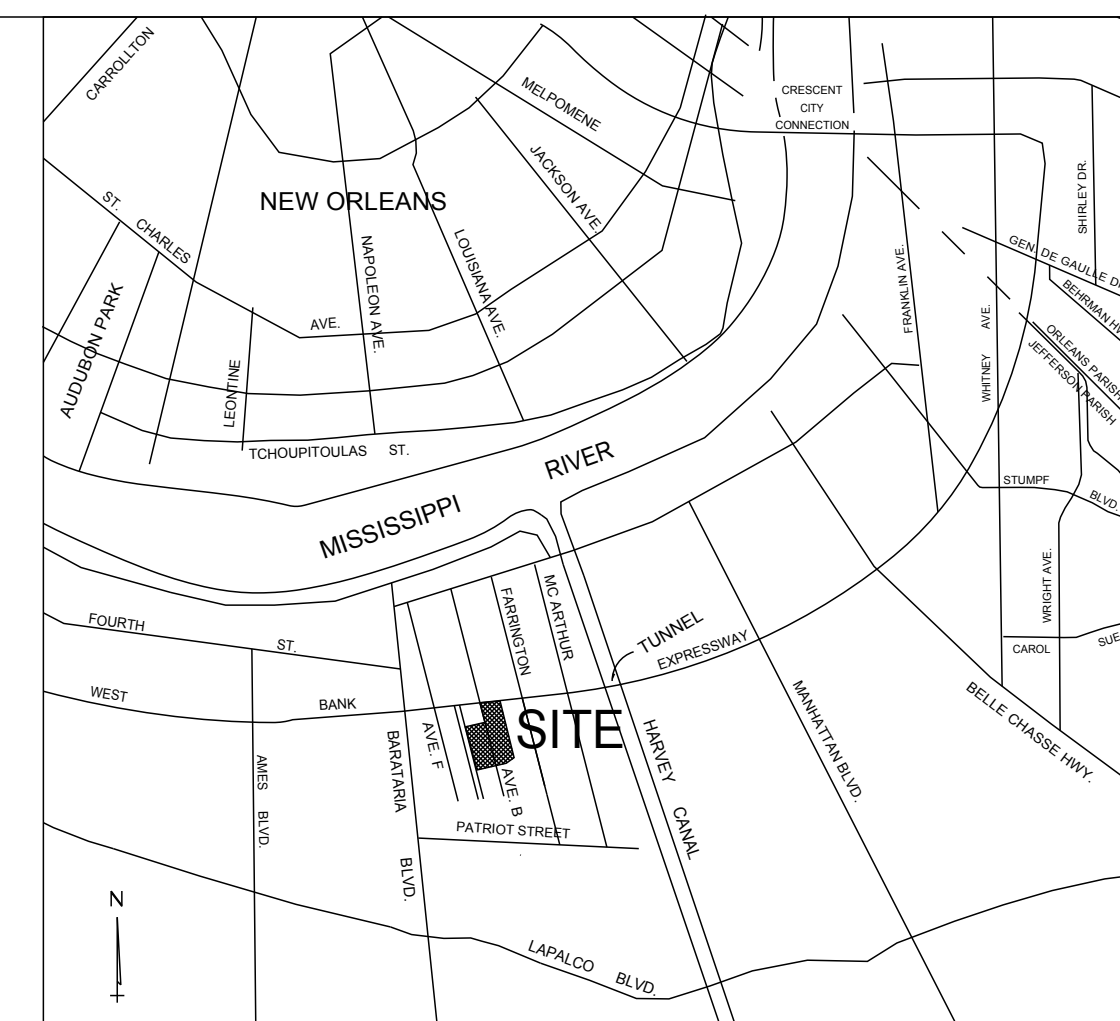 CARROLLTON
MELPOMENE
CRESCENT
CITY
CONNECTION
JACKSON AVE.
SHIRLEY DR.
ST. CHARLES
NEW ORLEANS
NAPOLEON AVE.
LOUISIANA AVE.
FRANKLIN AVE.
GEN. DE GAULLE
BEHRMAN
AUDUBON PARK
AVE.
WHITNEY AVE.
ORLEANS PARISH
JEFFERSON PARISH
LEONTINE
TCHOUPITOULAS ST.
MISSISSIPPI RIVER
STUMPF BLVD.
FOURTH ST.
FARRINGTON
MC ARTHUR
TUNNEL
WRIGHT AVE.
CAROL
WEST BANK EXPRESSWAY
SITE
BELLE CHASSE HWY.
MANHATTAN BLVD.
AVE. F
BARATARIA BLVD.
HARVEY CANAL
AMES BLVD.
AVE. B
PATRIOT STREET
N
LAPALCO BLVD.